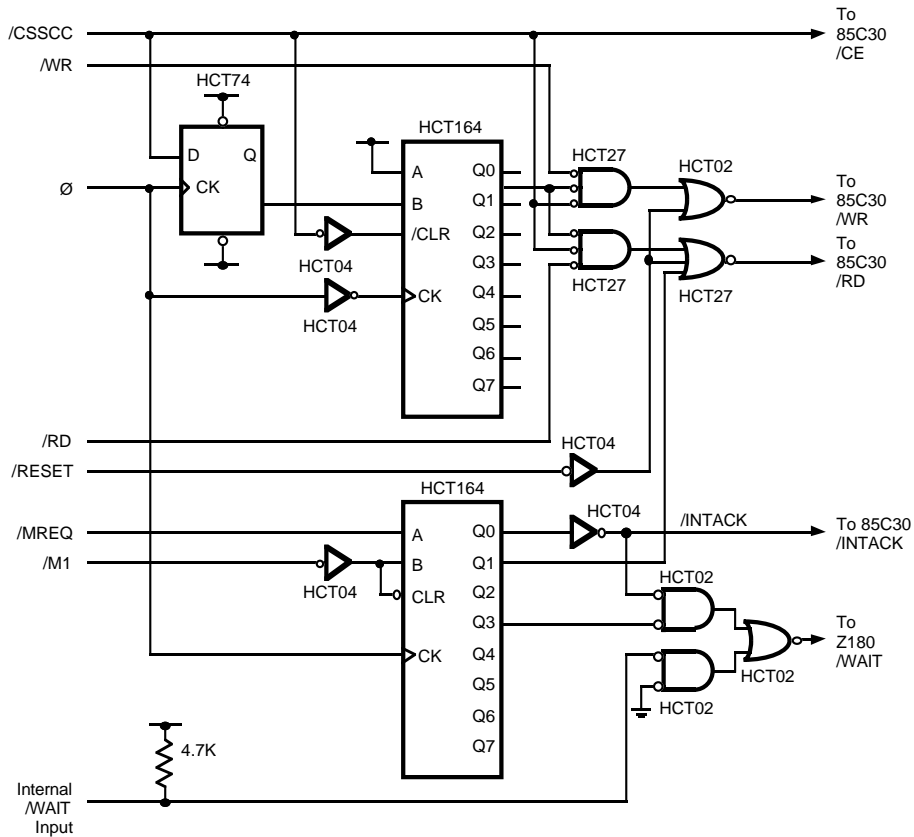 /CSSCC
To
85C30
/CE
/WR
HCT74
HCT164
HCT27
HCT02
D
Q
A
Q0
To
85C30
/WR
Ø
CK
B
Q1
/CLR
Q2
HCT04
Q3
To
85C30
/RD
CK
Q4
HCT27
HCT27
HCT04
Q5
Q6
Q7
/RD
HCT04
/RESET
HCT164
HCT04
/INTACK
/MREQ
A
Q0
To 85C30
/INTACK
/M1
B
Q1
HCT04
CLR
Q2
HCT02
Q3
To
Z180
/WAIT
CK
Q4
HCT02
Q5
HCT02
Q6
Q7
4.7K
Internal
/WAIT
Input